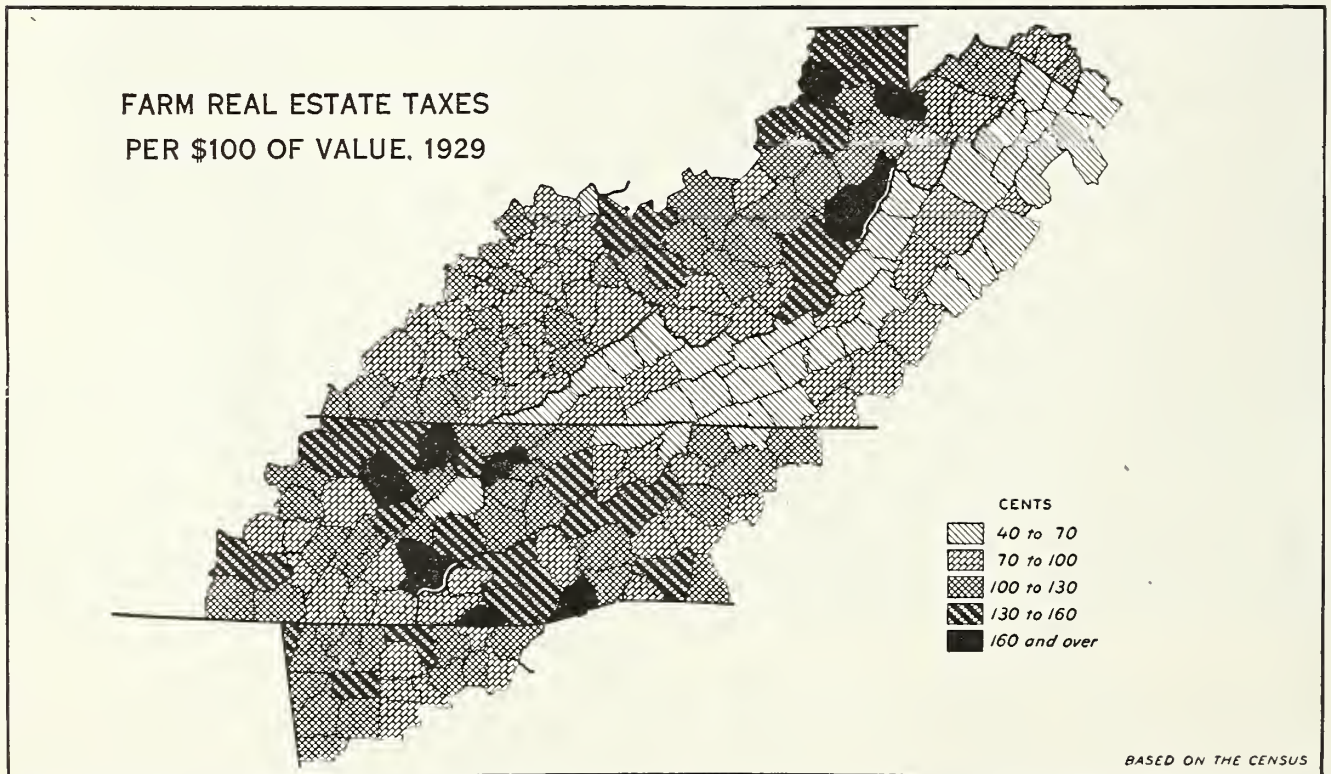 FARM REAL ESTATE TAXES
PER $100 OF VALUE, 1929
CENTS
40 to 70
70 to 100
100 to 130
130 to 160
160 and over
BASED ON THE CENSUS